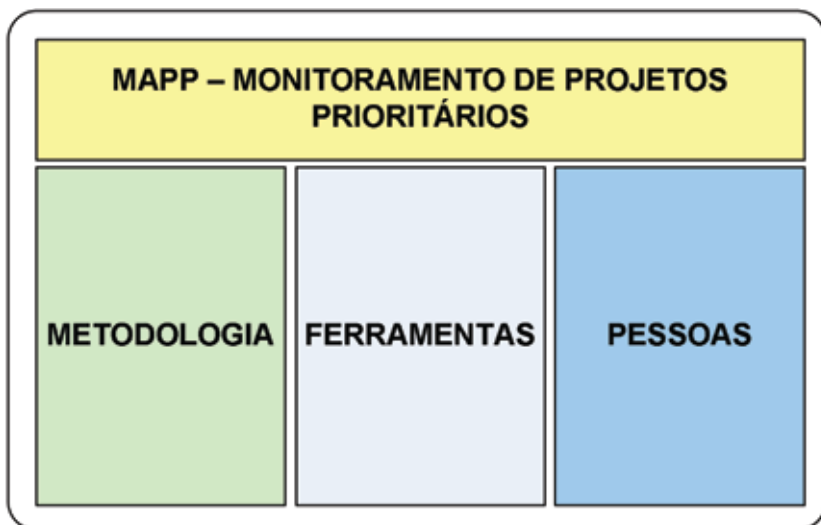 MAPP – MONITORAMENTO DE PROJETOS
PRIORITÁRIOS
METODOLOGIA
FERRAMENTAS
PESSOAS